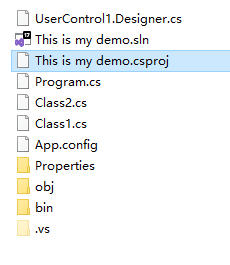 UserControl1.Designer.cs
This is my demo.sln
This is my demo.csproj
Program.cs
Class2.cs
Class1.cs
App.config
Properties
obj
bin
.vs